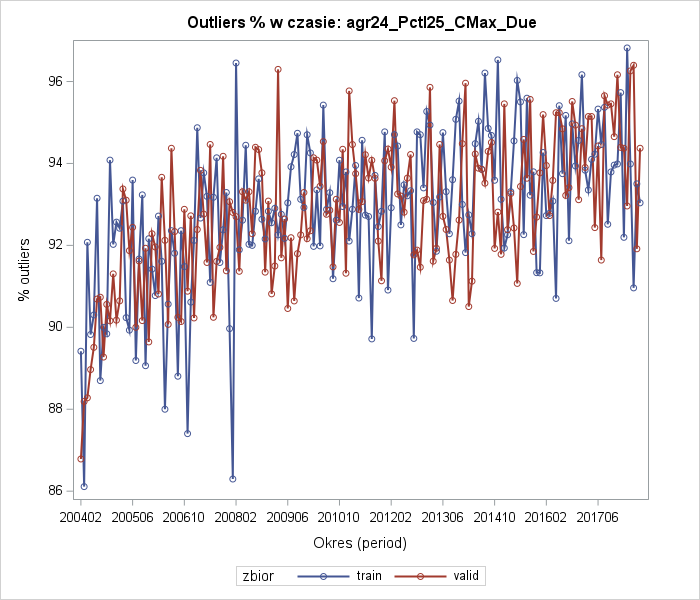 Outliers % w czasie: agr24_Pctl25_CMax_Due
96
94
92
90
88
86
% outliers
200402 200506 200610 200802 200906 201010 201202 201306 201410 201602 201706
Okres (period)
zbior train valid